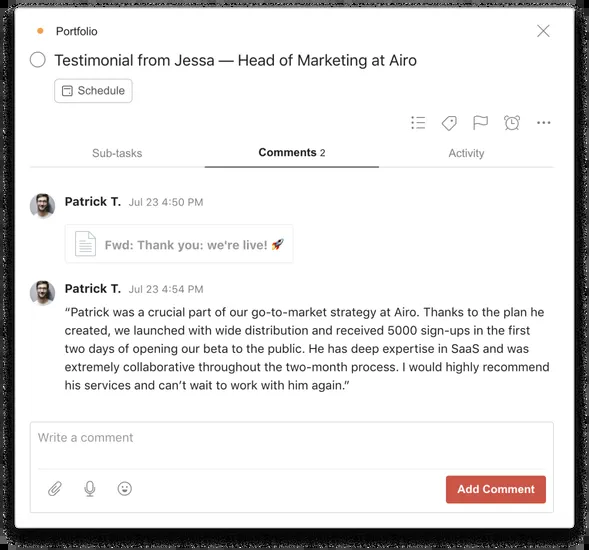 Portfolio
Testimonial from Jessa — Head of Marketing at Airo
Schedule
Sub-tasks
Comments 2
Activity
Patrick T. Jul 23 4:50 PM
Fwd: Thank you: we're live! 🚀
Patrick T. Jul 23 4:54 PM
“Patrick was a crucial part of our go-to-market strategy at Airo. Thanks to the plan he
created, we launched with wide distribution and received 5000 sign-ups in the first
two days of opening our beta to the public. He has deep expertise in SaaS and was
extremely collaborative throughout the two-month process. I would highly recommend
his services and can’t wait to work with him again.”
Write a comment
Add Comment